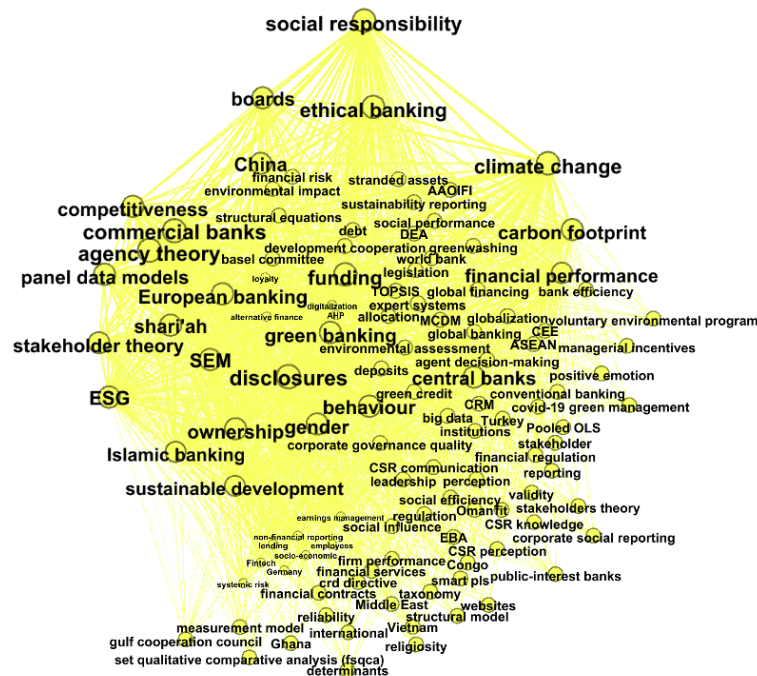 social responsibility
boards
ethical banking
China
climate change
financial risk
stranded assets
environmental impact
AAOIFI
sustainability reporting
competitiveness
structural equations
social performance
commercial banks
debt
DEA
carbon footprint
agency theory
development cooperation
greenwashing
basel committee
world bank
panel data models
loyalty
funding
legislation
financial performance
European banking
TOPSIS
global financing
bank efficiency
digitalization
expert systems
alternative finance
AHP
allocation
MCDM
globalization
voluntary environmental program
shari'ah
green banking
global banking
CEE
stakeholder theory
environmental assessment
ASEAN
managerial incentives
SEM
agent decision-making
disclosures
deposits
central banks
positive emotion
ESG
green credit
conventional banking
behaviour
CRM
covid-19
green management
big data
Turkey
ownership
gender
institutions
Pooled OLS
corporate governance quality
stakeholder
Islamic banking
financial regulation
CSR communication
reporting
leadership
perception
sustainable development
social efficiency
validity
earnings management
regulation
Omanfit
stakeholders theory
social influence
CSR knowledge
non-financial reporting
EBA
corporate social reporting
lending
employees
CSR perception
socio-economic
Fintech
firm performance
Congo
Germany
financial services
public-interest banks
systemic risk
crd directive
smart pls
financial contracts
taxonomy
Middle East
websites
reliability
structural model
measurement model
international
Vietnam
gulf cooperation council
Ghana
religiosity
set qualitative comparative analysis (fsqca)
determinants